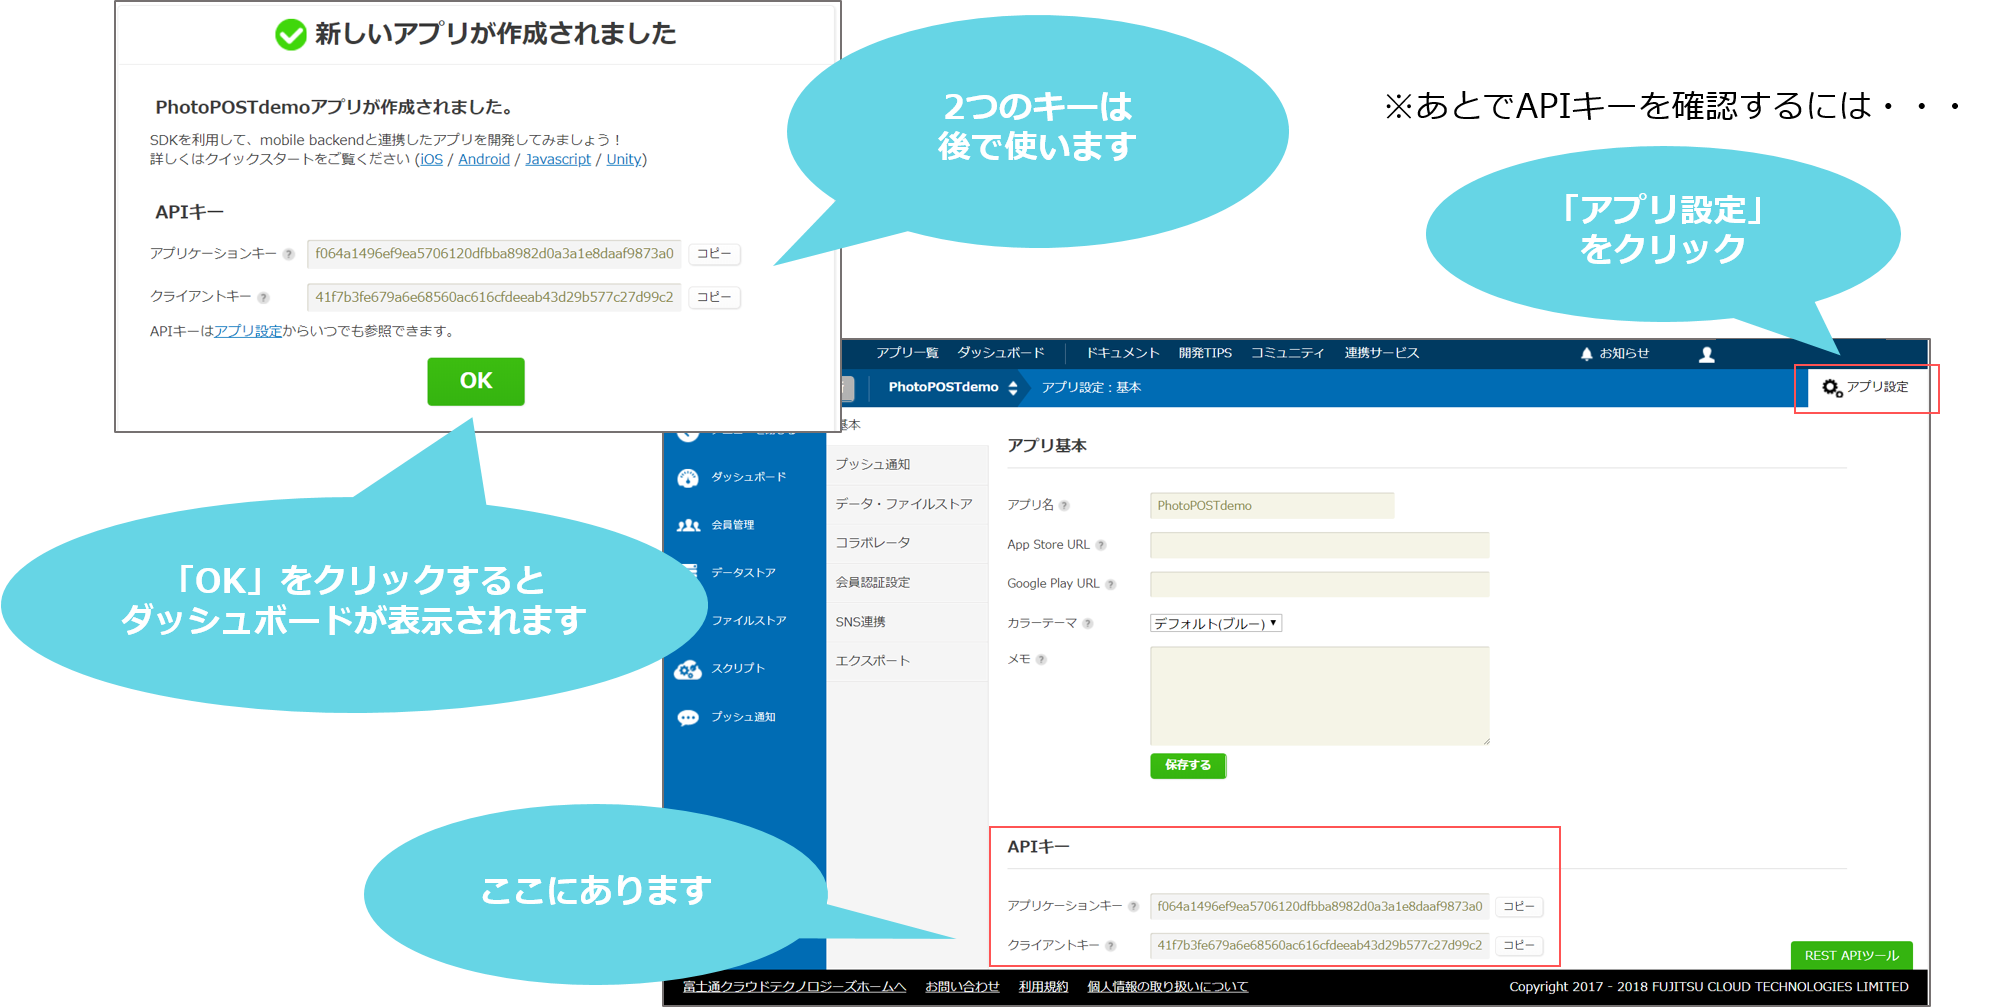 新しいアプリが作成されました
PhotoPOSTdemoアプリが作成されました。
SDKを利用して、mobile backendと連携したアプリを開発してみましょう！
詳しくはクイックスタートをご覧ください (iOS / Android / Javascript / Unity)
APIキー
アプリケーションキー ?
f064a1496ef9ea5706120dfbba8982d0a3a1e8daaf9873a0
コピー
クライアントキー ?
41f7b3fe679a6e68560ac616cfdeeab43d29b577c27d99c2
コピー
APIキーはアプリ設定からいつでも参照できます。
OK
2つのキーは
後で使います
※あとでAPIキーを確認するには・・・
「アプリ設定」
をクリック
「OK」をクリックすると
ダッシュボードが表示されます
ここにあります
アプリ一覧 ダッシュボード ドキュメント 開発TIPS コミュニティ 連携サービス お知らせ
PhotoPOSTdemo アプリ設定：基本 アプリ設定
ダッシュボード
会員管理
データストア
ファイルストア
スクリプト
プッシュ通知
基本
プッシュ通知
データ・ファイルストア
コラボレータ
会員認証設定
SNS連携
エクスポート
アプリ基本
アプリ名 ?
PhotoPOSTdemo
App Store URL ?
Google Play URL ?
カラーテーマ ?
デフォルト(ブルー) ▼
メモ ?
保存する
APIキー
アプリケーションキー ?
f064a1496ef9ea5706120dfbba8982d0a3a1e8daaf9873a0
コピー
クライアントキー ?
41f7b3fe679a6e68560ac616cfdeeab43d29b577c27d99c2
コピー
REST APIツール
富士通クラウドテクノロジーズホームへ お問い合わせ 利用規約 個人情報の取り扱いについて
Copyright 2017 - 2018 FUJITSU CLOUD TECHNOLOGIES LIMITED